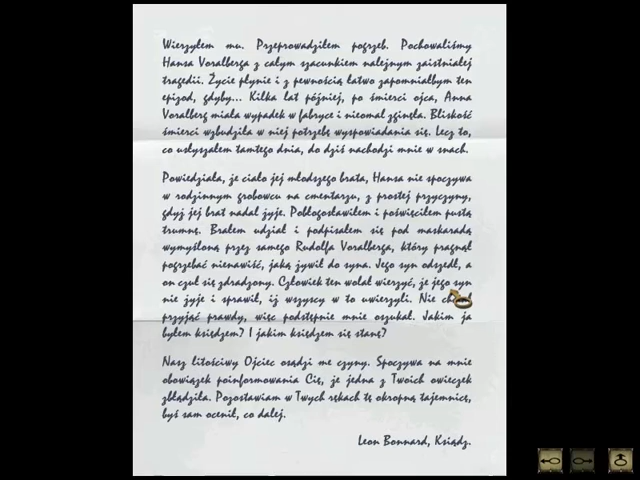 Wierzyłem mu. Przeprowadziłem pogrzeb. Pochowaliśmy
Hansa Voralberga z całym szacunkiem należnym zaistniałej
tragedii. Życie płynie i z pewnością łatwo zapomniałbym ten
epizod, gdyby... Kilka lat później, po śmierci ojca, Anna
Voralberg miała wypadek w fabryce i nieomal zginęła. Bliskość
śmierci wzbudziła w niej potrzebę wyspowiadania się. Lecz to,
co usłyszałem tamtego dnia, do dziś nachodzi mnie w snach.
Powiedziała, że ciało jej młodszego brata, Hansa nie spoczywa
w rodzinnym grobowcu na cmentarzu, z prostej przyczyny,
gdyż jej brat nadal żyje. Pobłogosławiłem i poświęciłem pustą
trumnę. Brałem udział i podpisałem się pod maskaradą
wymyśloną przez samego Rudolfa Voralberga, który pragnął
pogrzebać nienawiść, jaką żywił do syna. Jego syn odszedł, a
on czuł się zdradzony. Człowiek ten wolał wierzyć, że jego syn
nie żyje i sprawił, iż wszyscy w to uwierzyli. Nie
przyjąć prawdy, więc podstępnie mnie oszukał. Jakim ja
byłem księdzem? I jakim księdzem się stanę?
Nasz litościwy Ojciec osądzi me czyny. Spoczywa na mnie
obowiązek poinformowania Cię, że jedna z Twoich owieczek
zbłądziła. Pozostawiam w Twych rękach tę okropną tajemnicę,
byś sam ocenił, co dalej.
Leon Bonnard, Ksiądz.